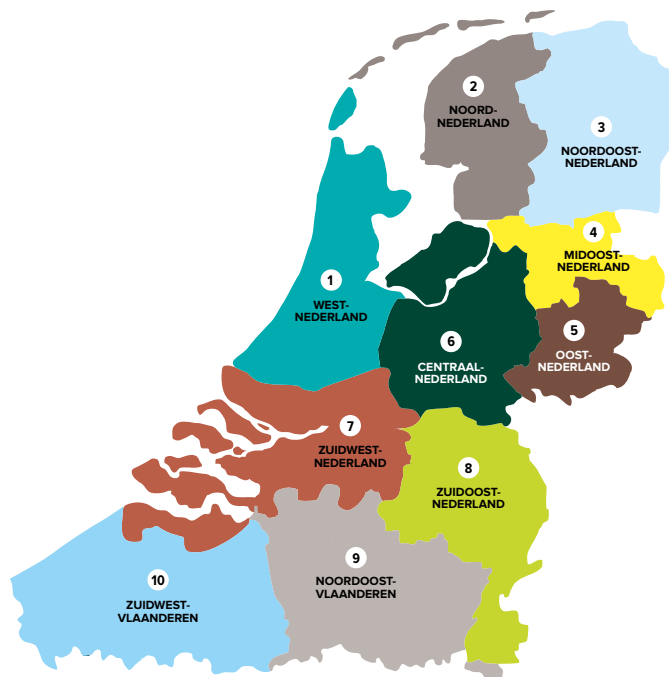 2
NOORD-
NEDERLAND
3
NOORDOOST-
NEDERLAND
4
MIDOOST-
NEDERLAND
1
WEST-
NEDERLAND
5
OOST-
NEDERLAND
6
CENTRAAL-
NEDERLAND
7
ZUIDWEST-
NEDERLAND
8
ZUIDOOST-
NEDERLAND
9
NOORDOOST-
VLAANDEREN
10
ZUIDWEST-
VLAANDEREN